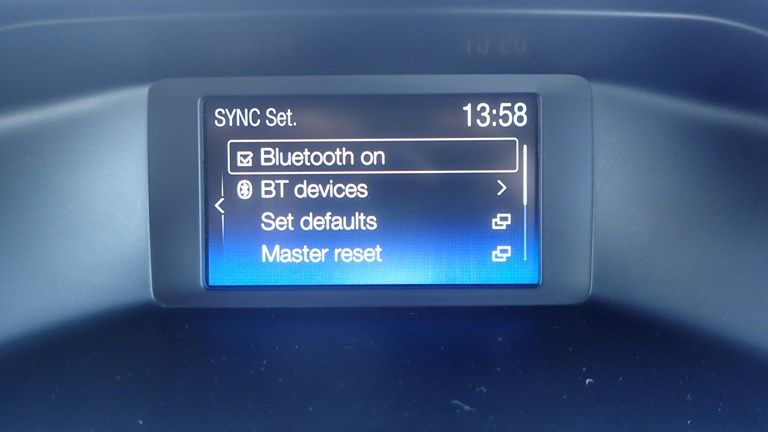 SYNC Set. 13:58
Bluetooth on
BT devices
Set defaults
Master reset